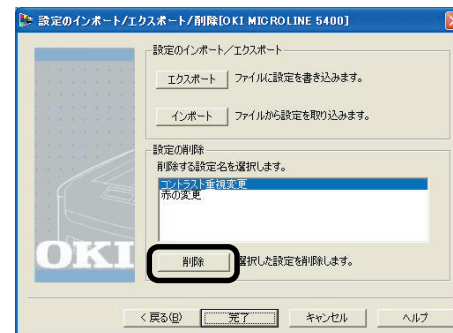 設定のインポート/エクスポート/削除[OKI MICROLINE 5400]
設定のインポート/エクスポート
エクスポート ファイルに設定を書き込みます。
インポート ファイルから設定を取り込みます。
設定の削除
削除する設定名を選択します。
コントラスト重視変更
赤の変更
OKI
削除 選択した設定を削除します。
< 戻る(B) 完了 キャンセル ヘルプ